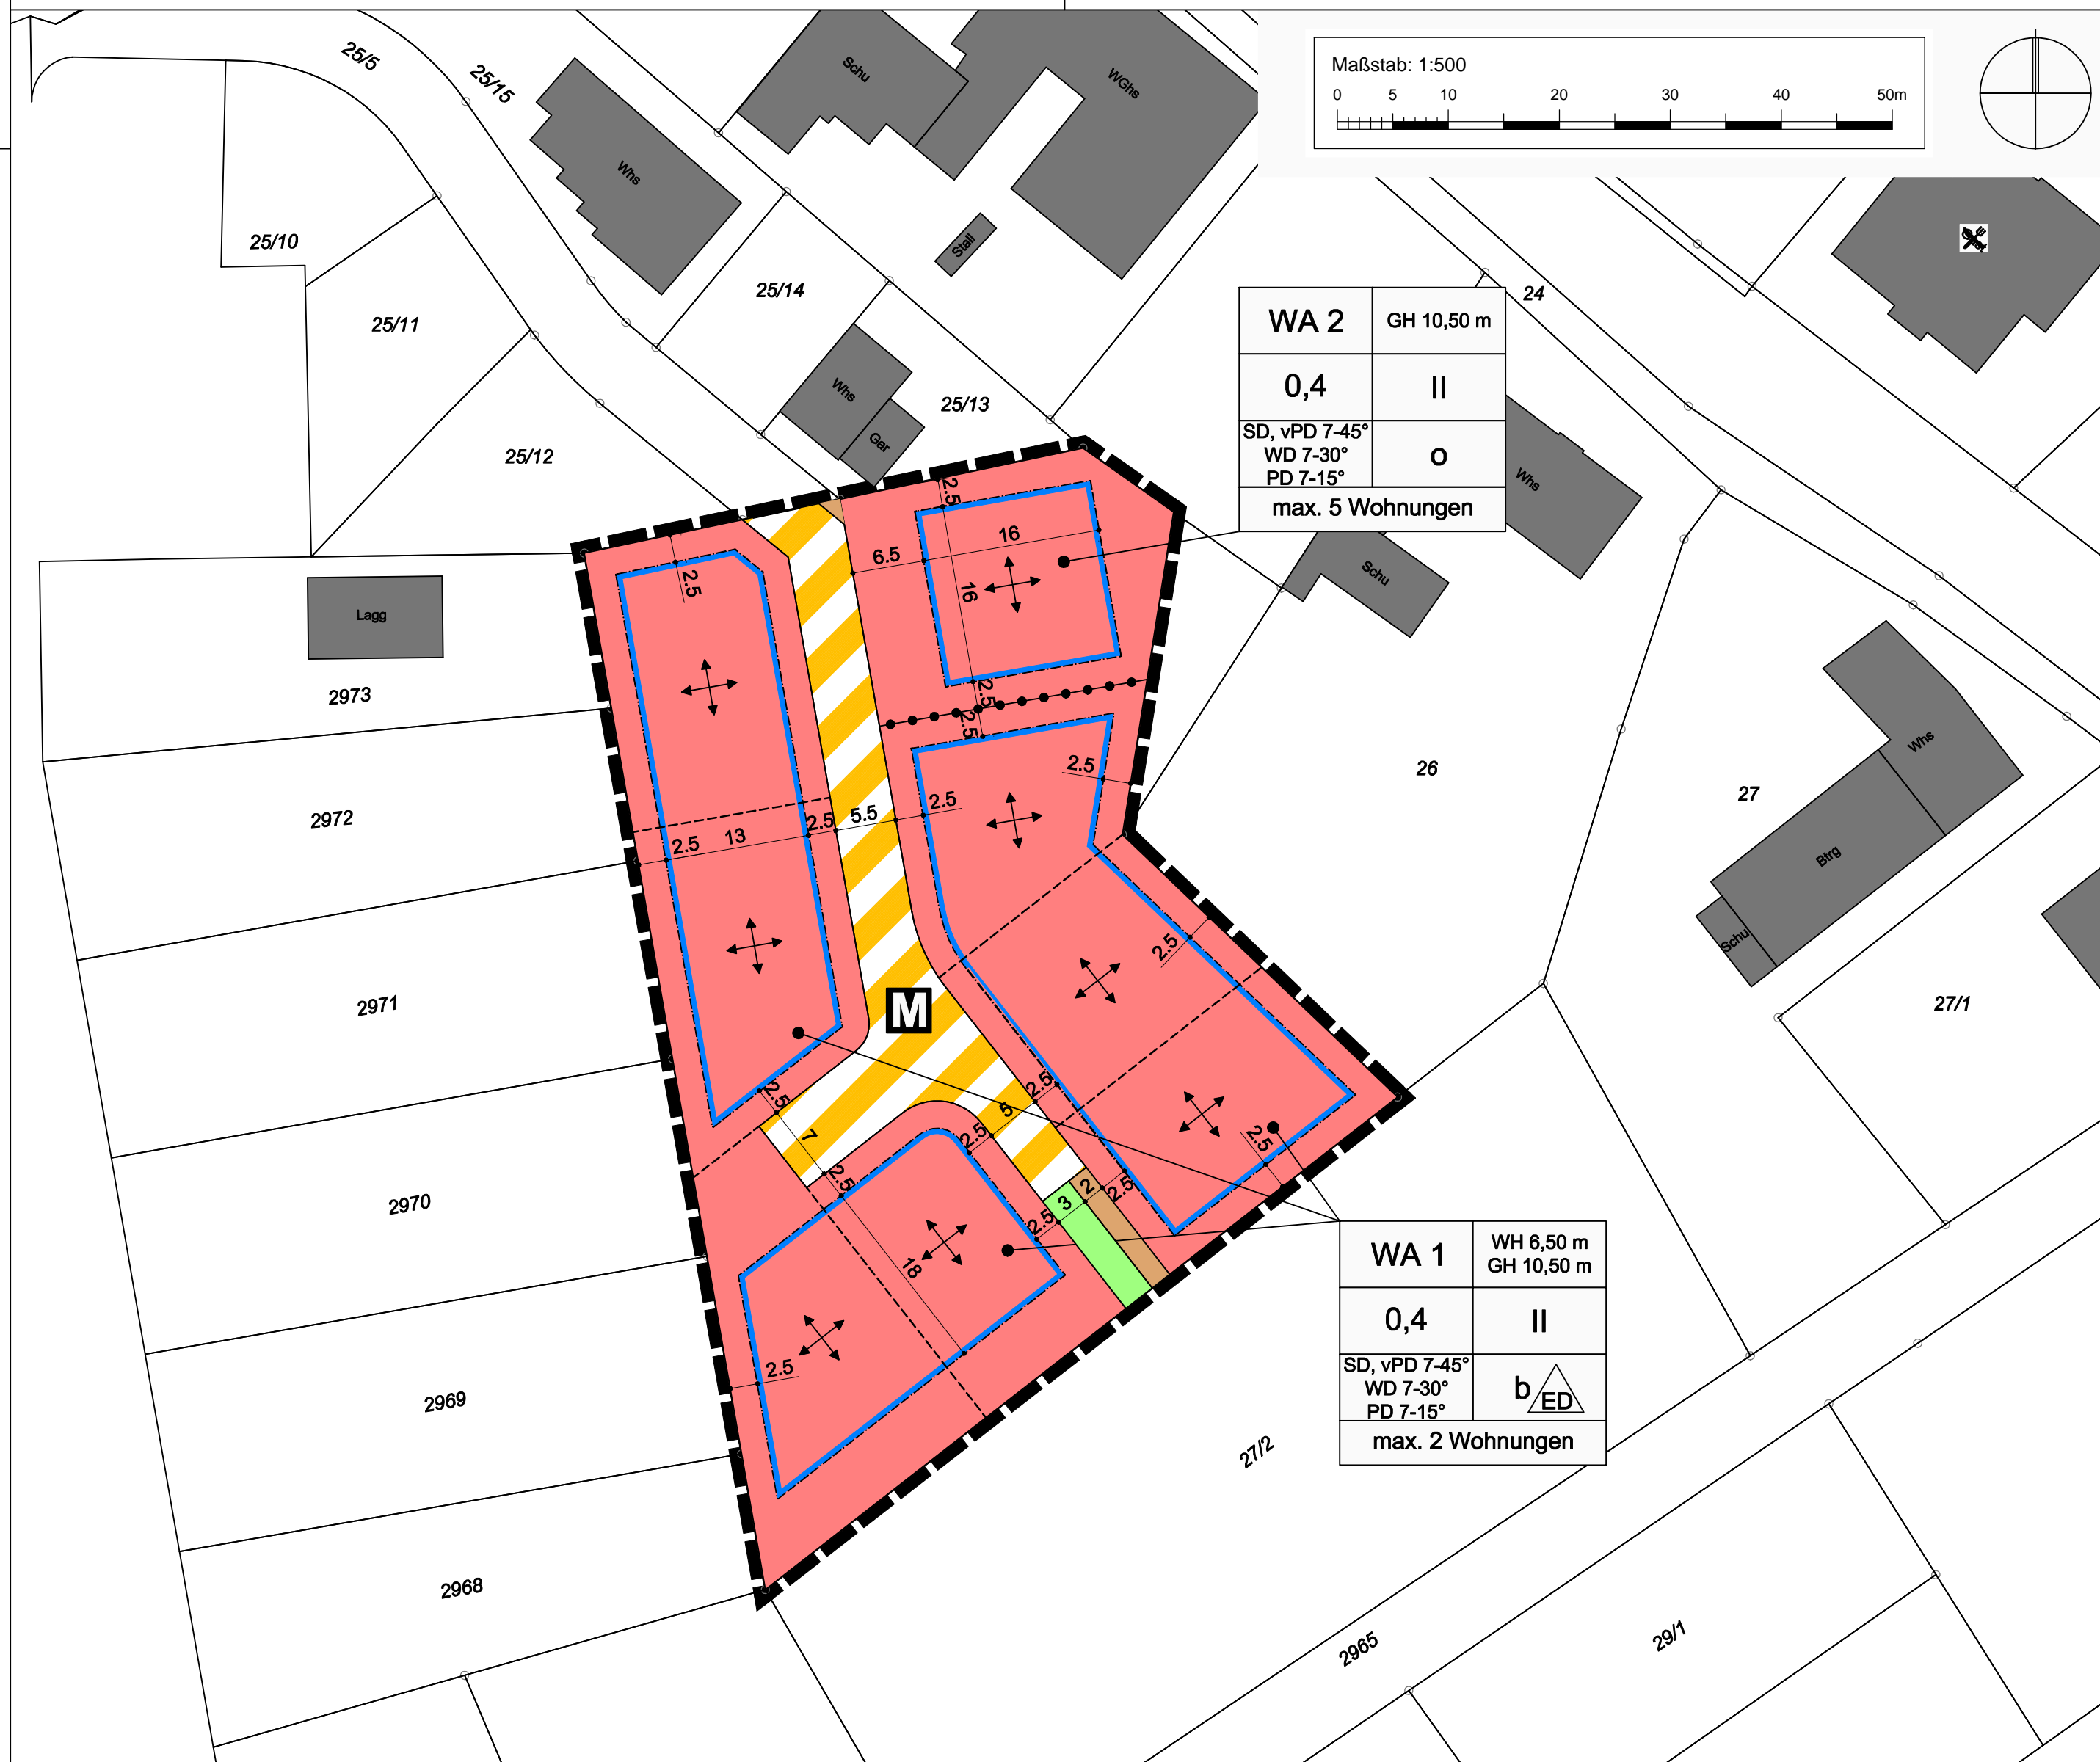 Maßstab: 1:500
0 5 10 20 30 40 50m
25/5
25/15
Schu
WGhs
Whs
25/10
Stall
25/14
25/11
24
WA 2
GH 10,50 m
0,4
II
SD, vPD 7-45°
WD 7-30°
PD 7-15°
o
max. 5 Wohnungen
Whs
25/13
Gar
25/12
Whs
Schu
2.5
16
6.5
16
2.5
2.5
2.5
Lagg
2973
2.5
26
27
Whs
2972
2.5
13
2.5
5.5
2.5
Btrg
Schu
2.5
2971
M
27/1
2.5
2.5
5
2.5
7
2.5
2.5
2970
2.5
3
2
2.5
18
WA 1
WH 6,50 m
GH 10,50 m
0,4
II
SD, vPD 7-45°
WD 7-30°
PD 7-15°
b ED
max. 2 Wohnungen
2.5
2969
27/2
2968
2965
29/1